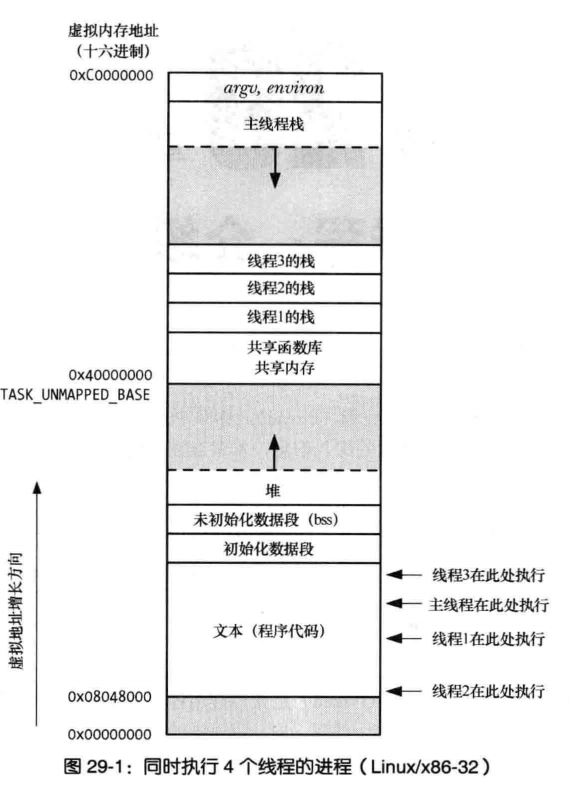 虚拟内存地址
（十六进制）
0xC0000000
argv, environ
主线程栈
线程3的栈
线程2的栈
线程1的栈
共享函数库
共享内存
0x40000000
TASK_UNMAPPED_BASE
堆
未初始化数据段（bss）
初始化数据段
线程3在此处执行
主线程在此处执行
文本（程序代码）
线程1在此处执行
线程2在此处执行
0x08048000
0x00000000
虚拟地址增长方向
图 29-1：同时执行 4 个线程的进程（Linux/x86-32）